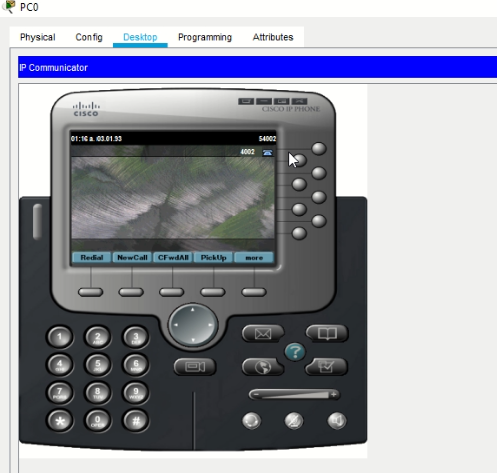 PC0
Physical Config Desktop Programming Attributes
IP Communicator
CISCO
CISCO IP PHONE
01:16 a. 03.01.93 54002
4002
Redial NewCall CFwdAll PickUp more
1 2 3
4 5 6
7 8 9
* 0 #
?
- +